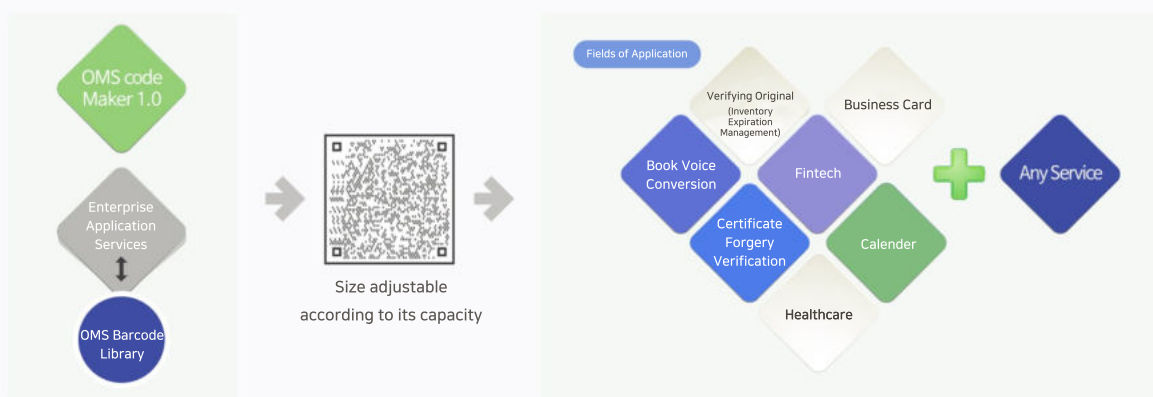 OMS code
Maker 1.0
Enterprise
Application
Services
OMS Barcode
Library
Size adjustable
according to its capacity
Fields of Application
Verifying Original
(Inventory
Expiration
Management)
Business Card
Book Voice
Conversion
Fintech
Certificate
Forgery
Verification
Calender
Healthcare
Any Service